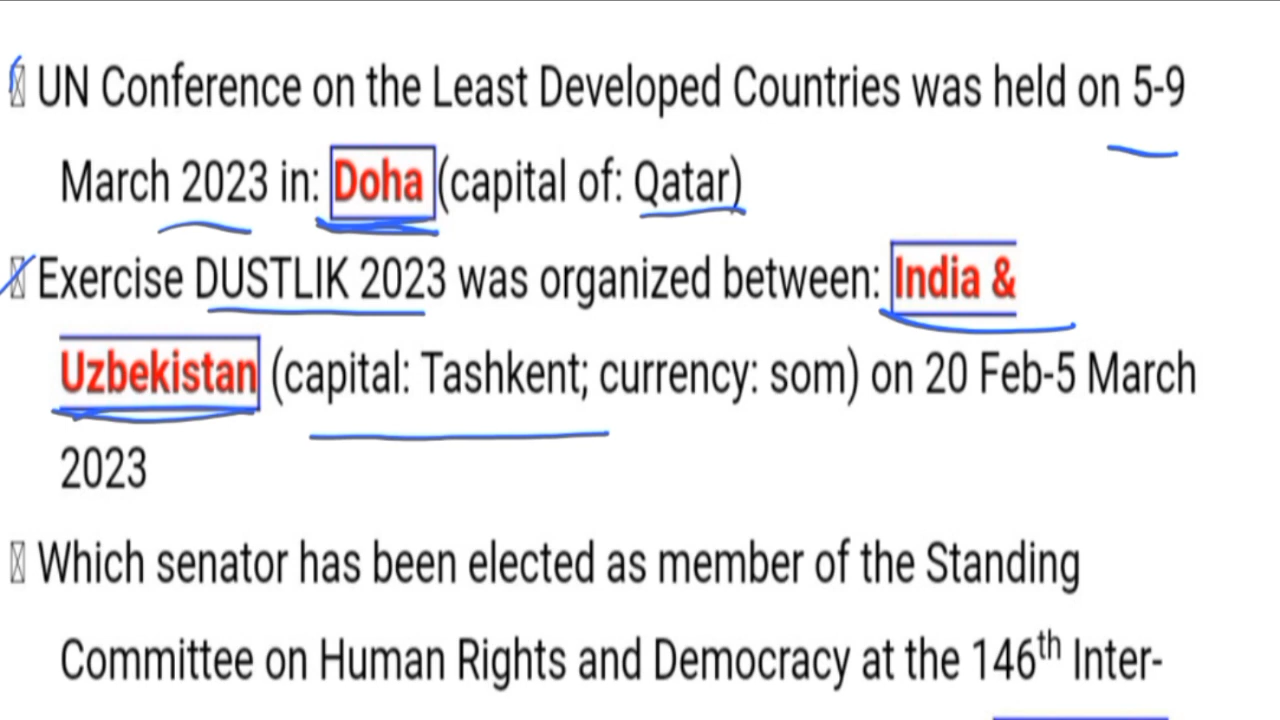 UN Conference on the Least Developed Countries was held on 5-9
March 2023 in: Doha (capital of: Qatar)
Exercise DUSTLIK 2023 was organized between: India &
Uzbekistan (capital: Tashkent; currency: som) on 20 Feb-5 March
2023
Which senator has been elected as member of the Standing
Committee on Human Rights and Democracy at the 146th Inter-